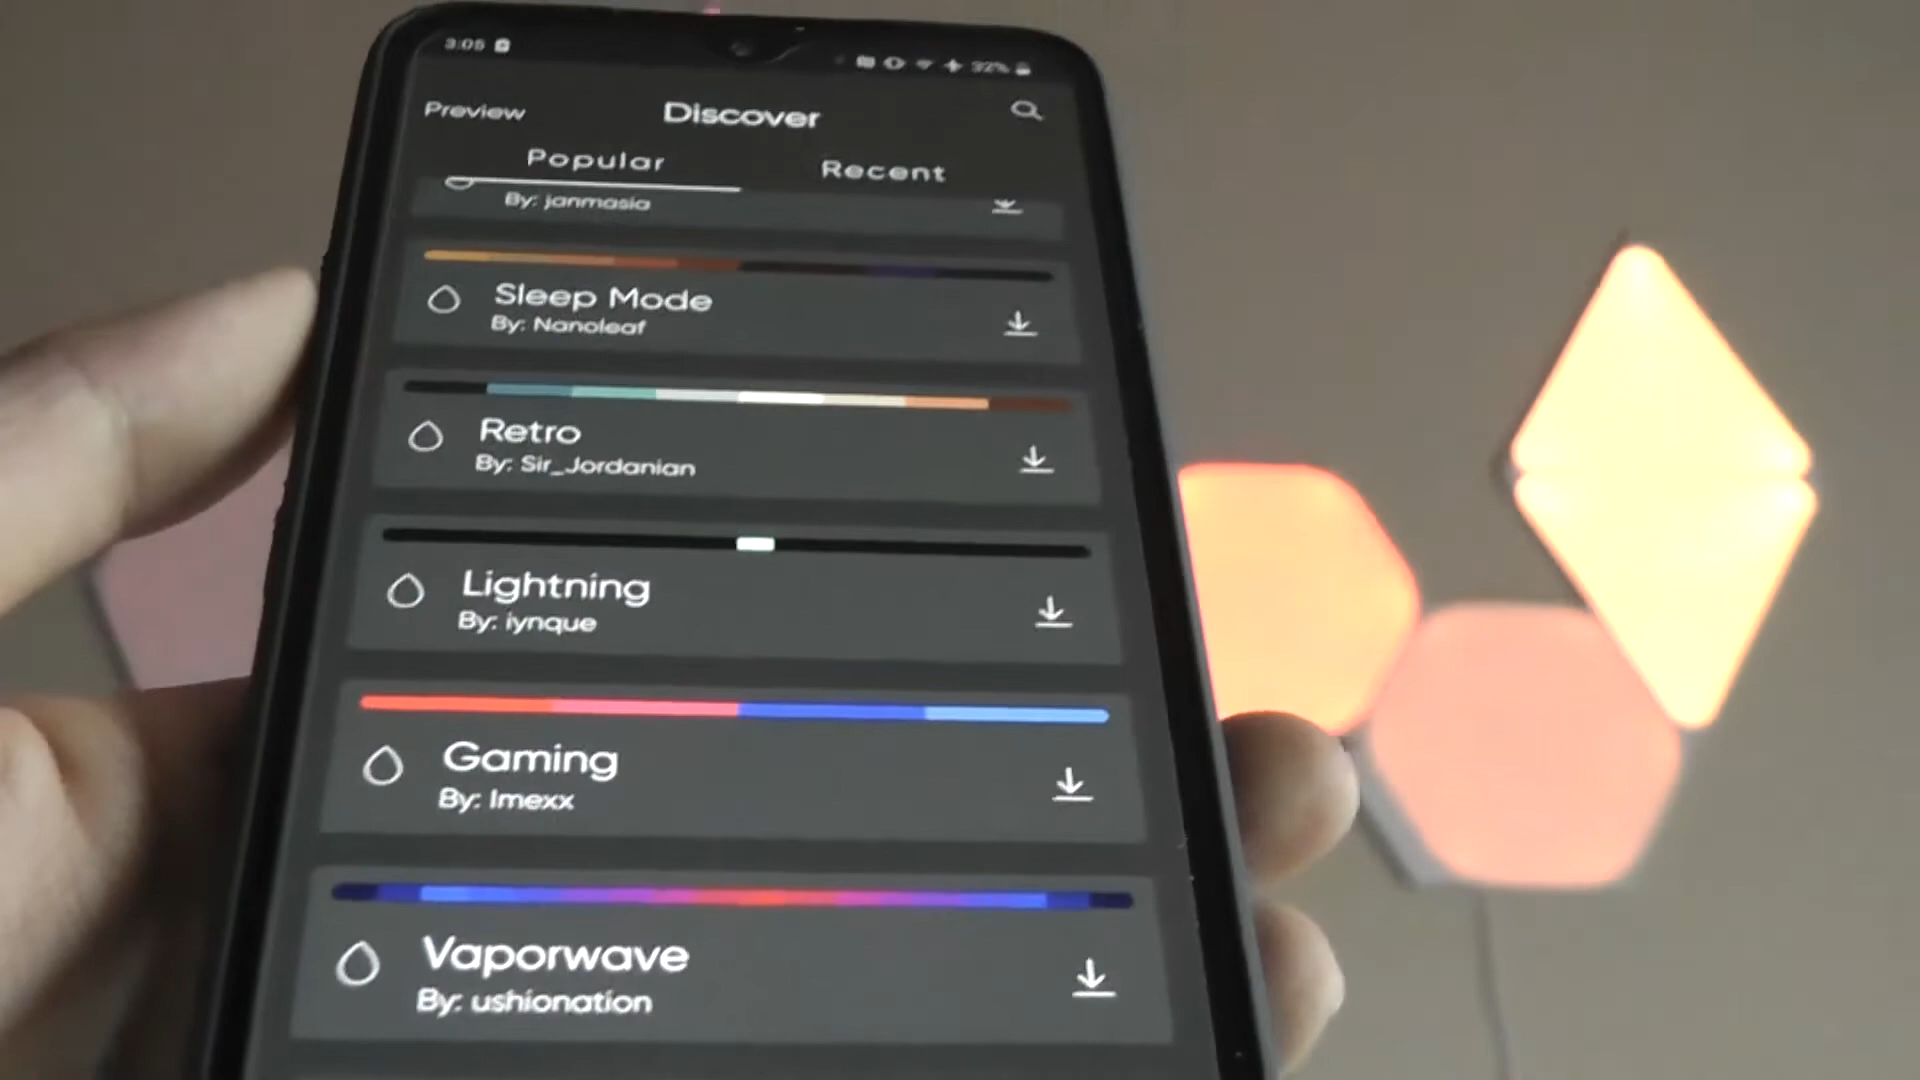 3:05
32%
Preview
Discover
Popular
Recent
By: janmasia
Sleep Mode
By: Nanoleaf
Retro
By: Sir_Jordanian
Lightning
By: iynque
Gaming
By: Imexx
Vaporwave
By: ushionation